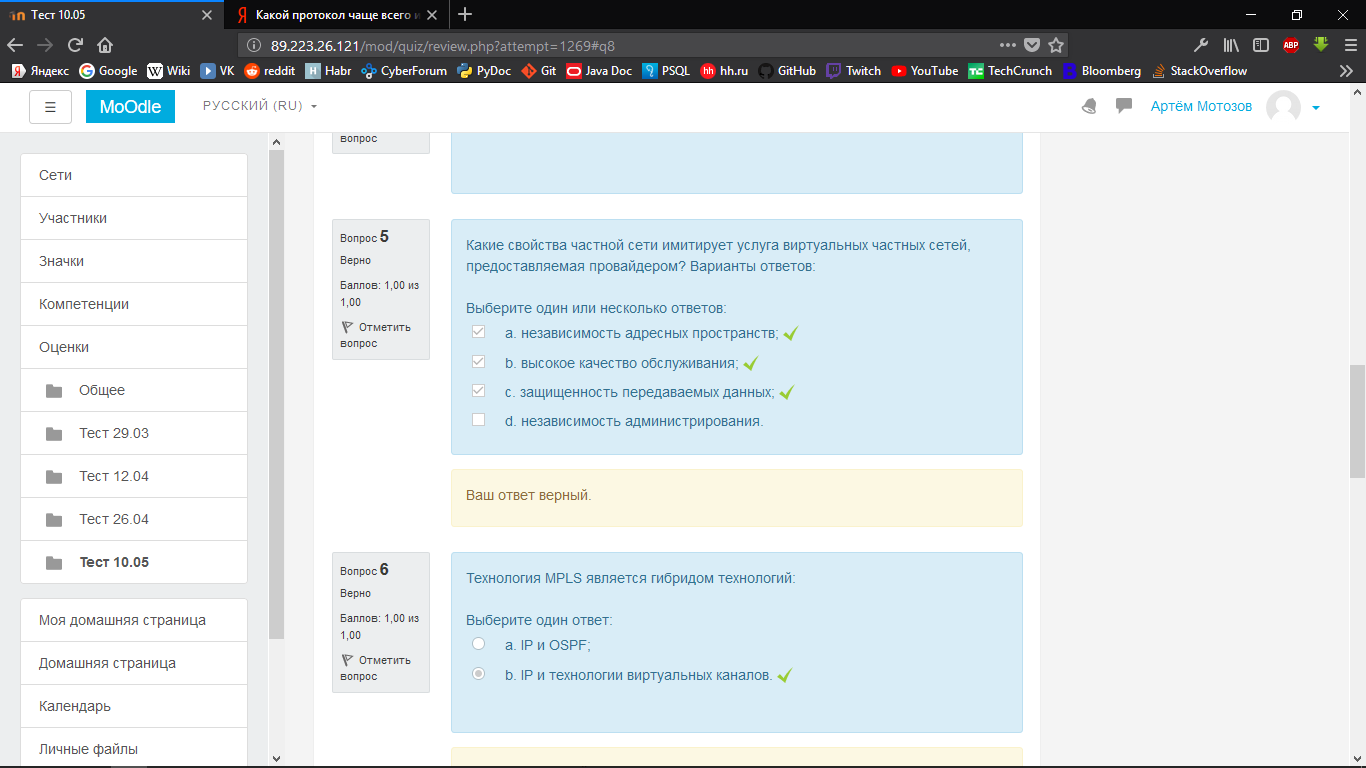 Тест 10.05
Какой протокол чаще всего и
89.223.26.121/mod/quiz/review.php?attempt=1269#q8
ABP
Яндекс Google Wiki VK reddit Habr CyberForum PyDoc Git Java Doc PSQL hh.ru GitHub Twitch YouTube TechCrunch Bloomberg StackOverflow
MoOdle
РУССКИЙ (RU)
Артём Мотозов
Сети
Участники
Значки
Компетенции
Оценки
Общее
Тест 29.03
Тест 12.04
Тест 26.04
Тест 10.05
Моя домашняя страница
Домашняя страница
Календарь
Личные файлы
вопрос
Вопрос 5
Верно
Баллов: 1,00 из
1,00
Отметить
вопрос
Какие свойства частной сети имитирует услуга виртуальных частных сетей,
предоставляемая провайдером? Варианты ответов:
Выберите один или несколько ответов:
a. независимость адресных пространств;
b. высокое качество обслуживания;
c. защищенность передаваемых данных;
d. независимость администрирования.
Ваш ответ верный.
Вопрос 6
Верно
Баллов: 1,00 из
1,00
Отметить
вопрос
Технология MPLS является гибридом технологий:
Выберите один ответ:
a. IP и OSPF;
b. IP и технологии виртуальных каналов.